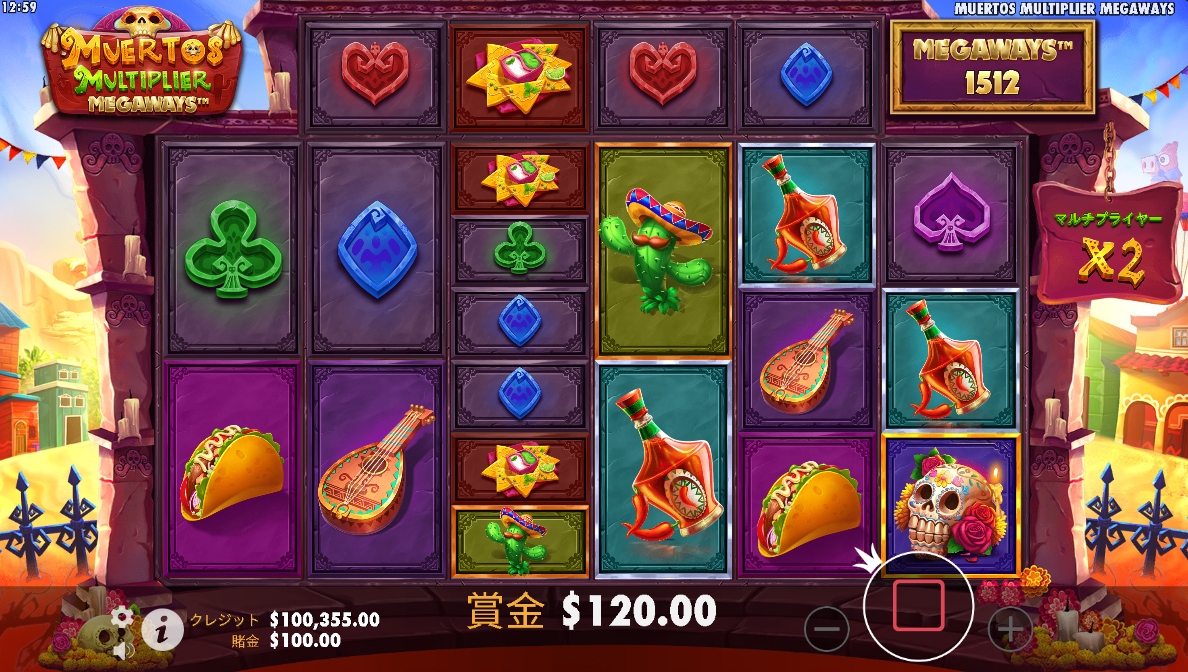 12:59
MUERTOS MULTIPLIER MEGAWAYS
MUERTOS
MULTIPLIER
MEGAWAYS™
MEGAWAYS™
1512
マルチプライヤー
X2
クレジット $100,355.00
賭金 $100.00
賞金 $120.00